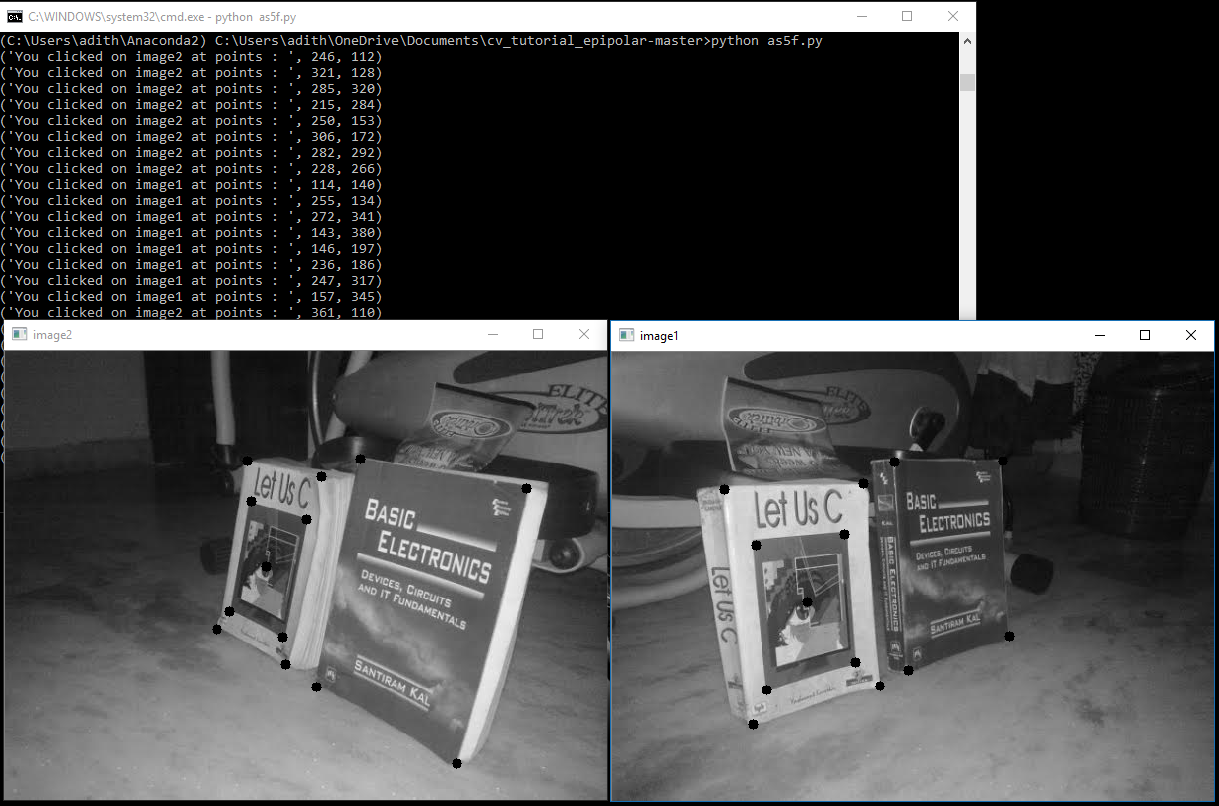 C:\WINDOWS\system32\cmd.exe - python  as5f.py
(C:\Users\adith\Anaconda2) C:\Users\adith\OneDrive\Documents\cv_tutorial_epipolar-master>python as5f.py
('You clicked on image2 at points : ', 246, 112)
('You clicked on image2 at points : ', 321, 128)
('You clicked on image2 at points : ', 285, 320)
('You clicked on image2 at points : ', 215, 284)
('You clicked on image2 at points : ', 250, 153)
('You clicked on image2 at points : ', 306, 172)
('You clicked on image2 at points : ', 282, 292)
('You clicked on image2 at points : ', 228, 266)
('You clicked on image1 at points : ', 114, 140)
('You clicked on image1 at points : ', 255, 134)
('You clicked on image1 at points : ', 272, 341)
('You clicked on image1 at points : ', 143, 380)
('You clicked on image1 at points : ', 146, 197)
('You clicked on image1 at points : ', 236, 186)
('You clicked on image1 at points : ', 247, 317)
('You clicked on image1 at points : ', 157, 345)
('You clicked on image2 at points : ', 361, 110)
image2
ELITE
Let Us C
BASIC
ELECTRONICS
DEVICES, CIRCUITS
AND IT FUNDAMENTALS
SANTIRAM KAL
image1
ELITE
Let Us C
Let Us C
KAL
BASIC ELECTRONICS
BASIC
ELECTRONICS
DEVICES, CIRCUITS
AND IT FUNDAMENTALS
SANTIRAM KAL